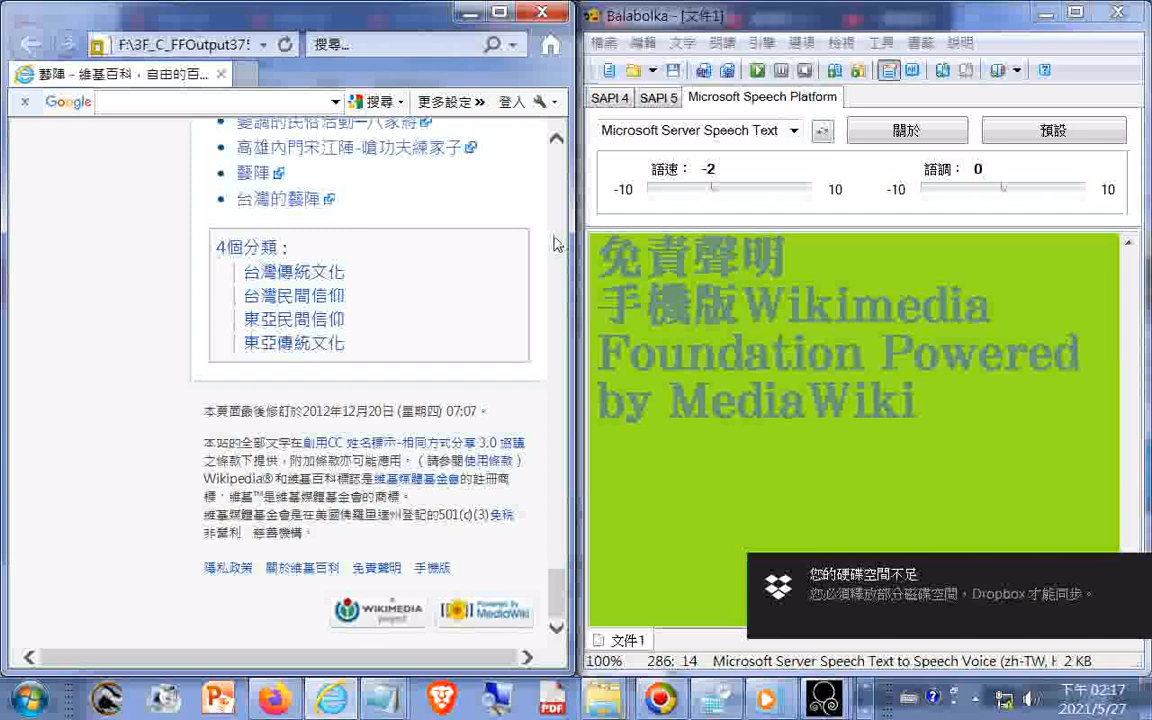 F:\3F_C_FFOutput375
搜尋...
藝陣 - 維基百科，自由的百...
Google
搜尋
更多設定 »
登入
變調的民俗活動─八家將
高雄內門宋江陣-嗆功夫練家子
藝陣
台灣的藝陣
4個分類：
台灣傳統文化
台灣民間信仰
東亞民間信仰
東亞傳統文化
本頁面最後修訂於2012年12月20日 (星期四) 07:07。
本站的全部文字在創用CC 姓名標示-相同方式分享 3.0 協議
之條款下提供，附加條款亦可能應用。（請參閱使用條款）
Wikipedia®和維基百科標誌是維基媒體基金會的註冊商
標；維基™是維基媒體基金會的商標。
維基媒體基金會是在美國佛羅里達州登記的501(c)(3)免稅
非營利 慈善機構。
隱私政策 關於維基百科 免責聲明 手機版
WIKIMEDIA
project
Powered By
MediaWiki
Balabolka - [文件1]
檔案 編輯 文字 朗讀 引擎 選項 檢視 工具 書籤 說明
SAPI 4 SAPI 5 Microsoft Speech Platform
Microsoft Server Speech Text
關於
預設
語速： -2
語調： 0
-10 10 -10 10
免責聲明
手機版Wikimedia
Foundation Powered
by MediaWiki
您的硬碟空間不足
您必須釋放部分磁碟空間，Dropbox 才能同步。
文件1
100% 286: 14 Microsoft Server Speech Text to Speech Voice (zh-TW, H 2 KB
PDF
下午 02:17
2021/5/27